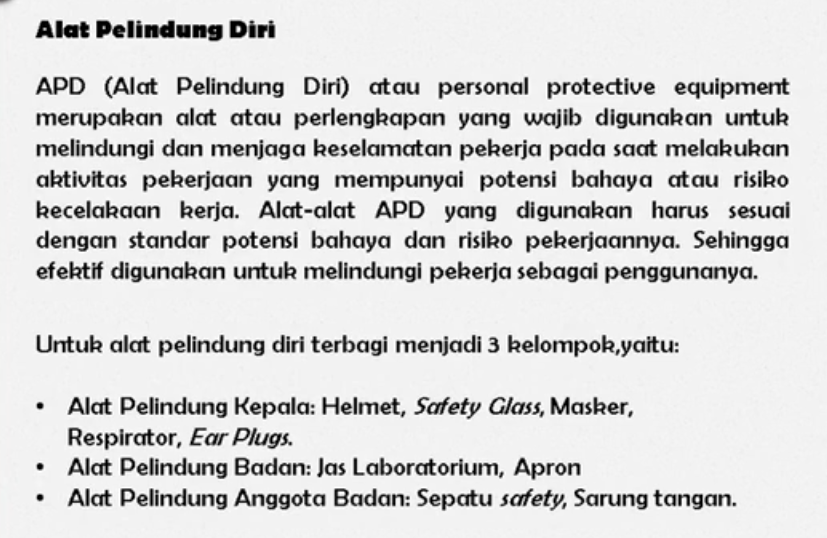 Alat Pelindung Diri
APD (Alat Pelindung Diri) atau personal protective equipment
merupakan alat atau perlengkapan yang wajib digunakan untuk
melindungi dan menjaga keselamatan pekerja pada saat melakukan
aktivitas pekerjaan yang mempunyai potensi bahaya atau risiko
kecelakaan kerja. Alat-alat APD yang digunakan harus sesuai
dengan standar potensi bahaya dan risiko pekerjaannya. Sehingga
efektif digunakan untuk melindungi pekerja sebagai penggunanya.
Untuk alat pelindung diri terbagi menjadi 3 kelompok,yaitu:
• Alat Pelindung Kepala: Helmet, Safety Glass, Masker,
Respirator, Ear Plugs.
• Alat Pelindung Badan: Jas Laboratorium, Apron
• Alat Pelindung Anggota Badan: Sepatu safety, Sarung tangan.